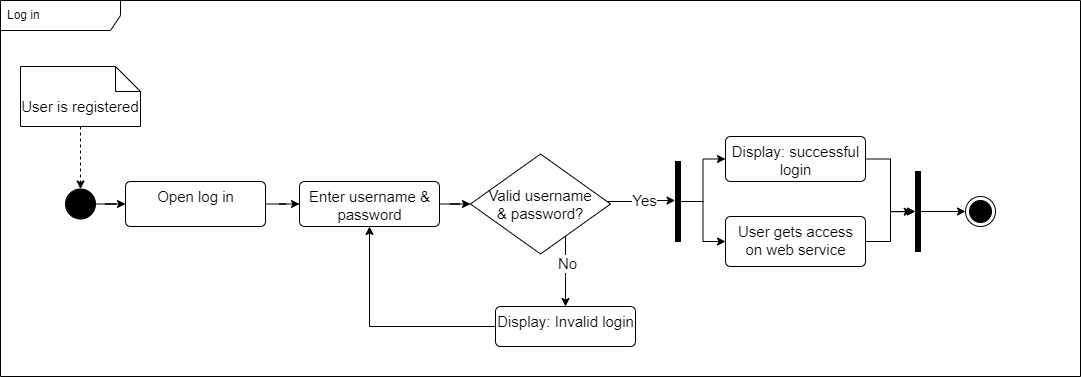 Log in
User is registered
Open log in
Enter username &
password
Valid username
& password?
Yes
No
Display: Invalid login
Display: successful
login
User gets access
on web service